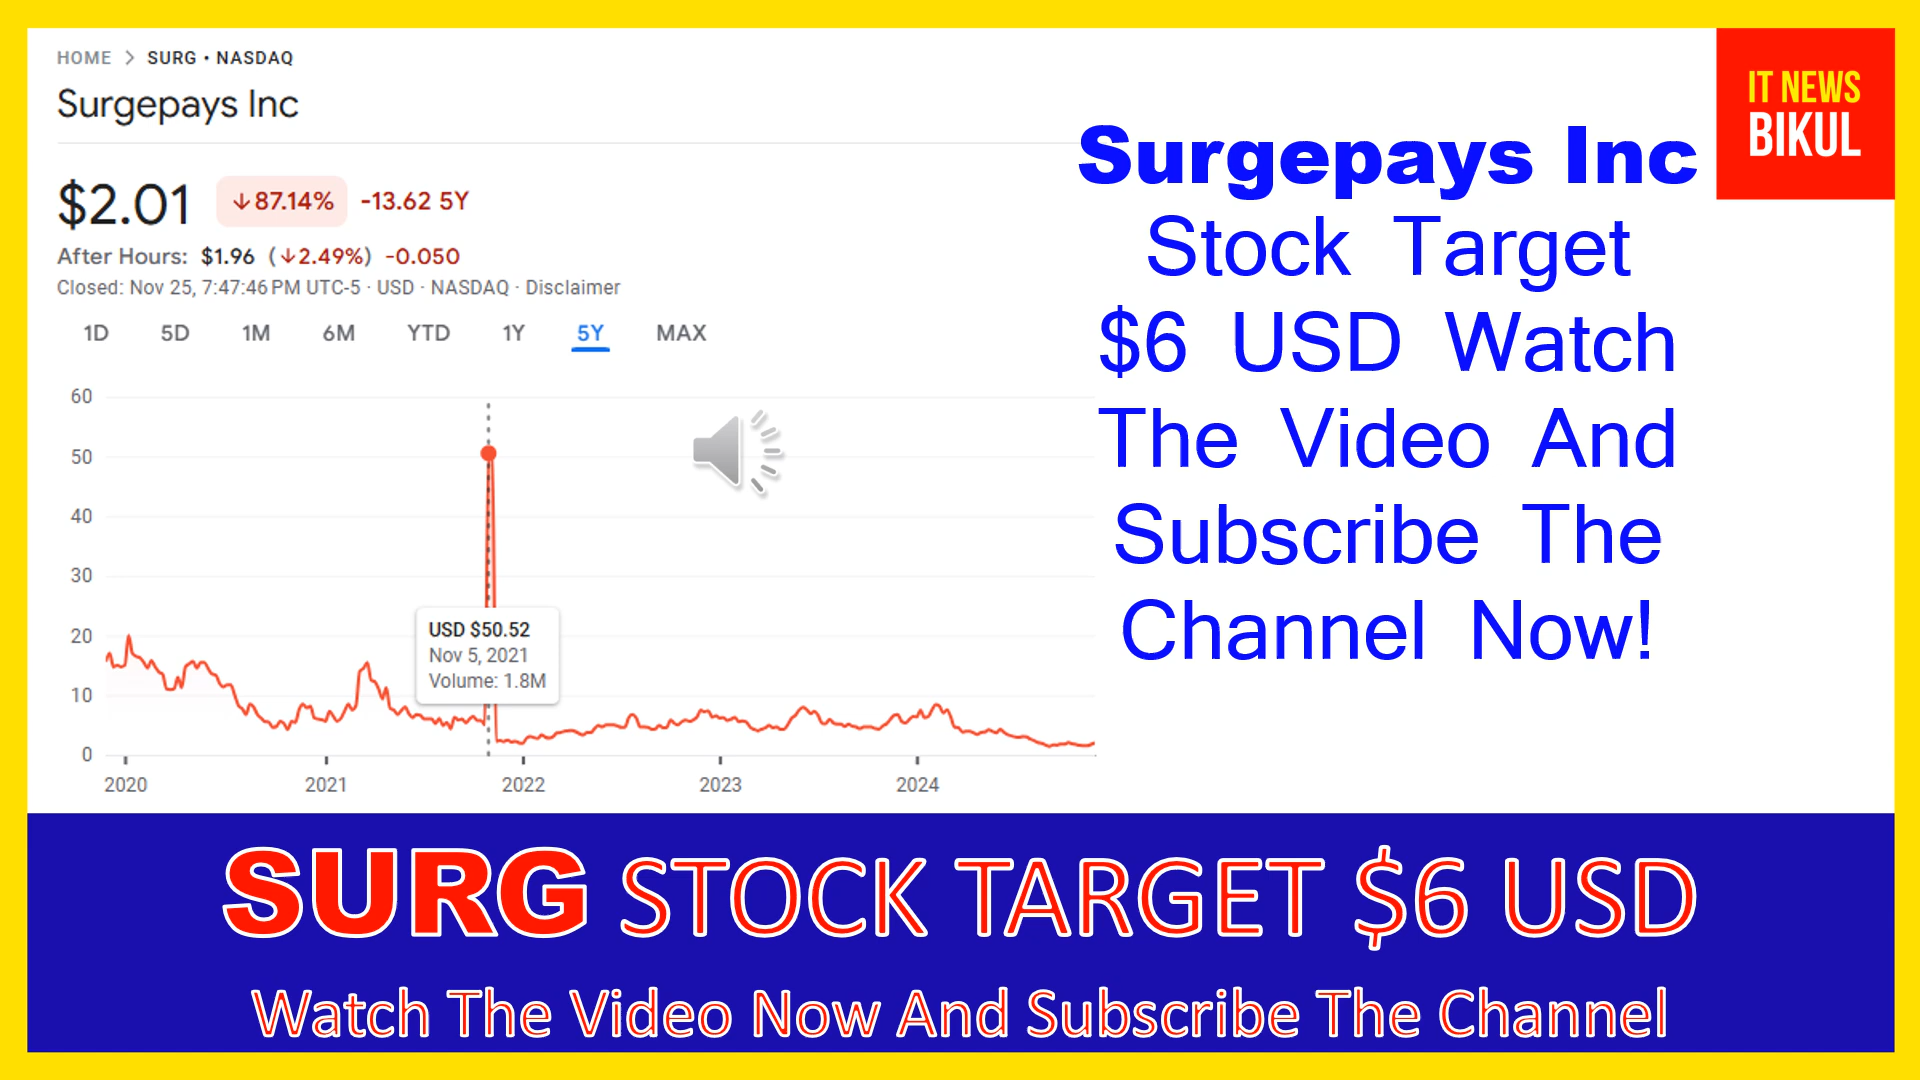 HOME > SURG • NASDAQ
Surgepays Inc
$2.01 ↓87.14% -13.62 5Y
After Hours: $1.96 (↓2.49%) -0.050
Closed: Nov 25, 7:47:46 PM UTC-5 · USD · NASDAQ · Disclaimer
1D 5D 1M 6M YTD 1Y 5Y MAX
60
50
40
30
20
10
0
USD $50.52
Nov 5, 2021
Volume: 1.8M
2020 2021 2022 2023 2024
Surgepays Inc
Stock Target
$6 USD Watch
The Video And
Subscribe The
Channel Now!
IT NEWS
BIKUL
SURG STOCK TARGET $6 USD
Watch The Video Now And Subscribe The Channel